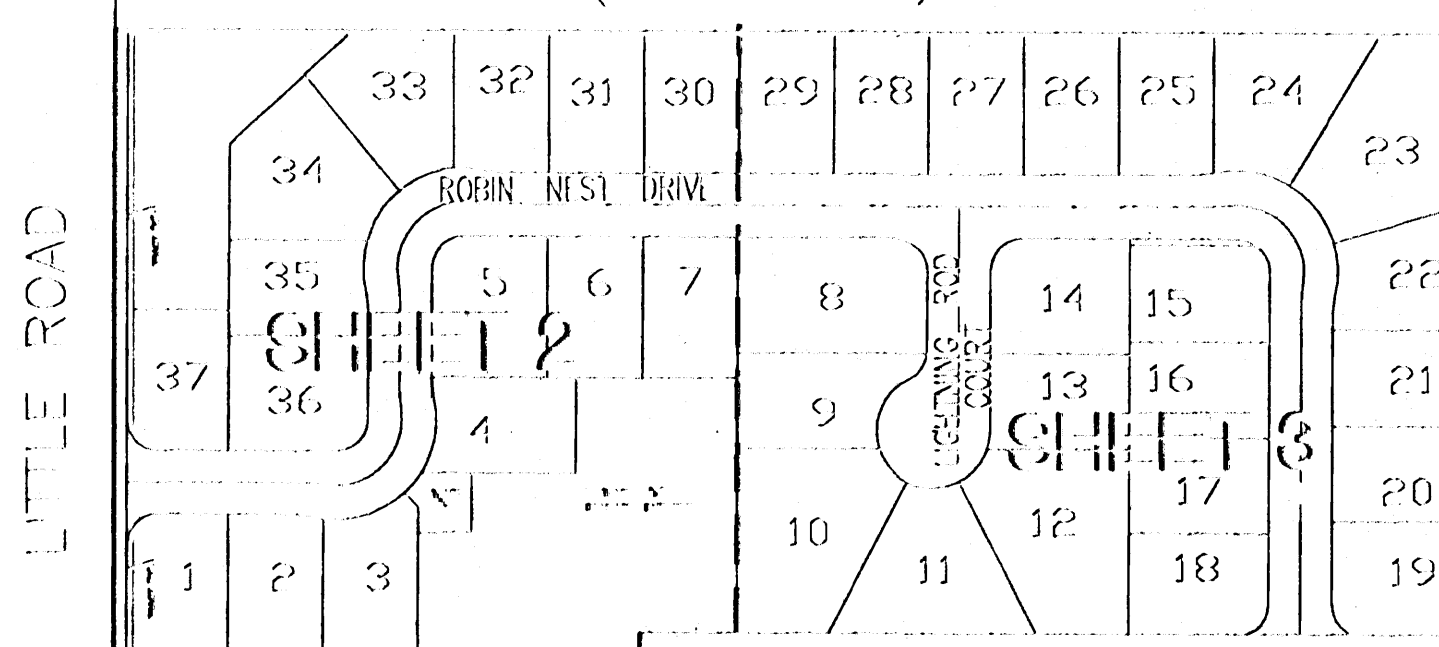 33 32 31 30 29 28 27 26 25 24
23
34
ROBIN NEST DRIVE
LITTLE ROAD
35 5 6 7 8 14 15 22
LIGHTNING ROD
COURT
SHEET 2
37 36 4 9 13 16 21
SHEET 3
17 20
10 12
1 2 3 11 18 19